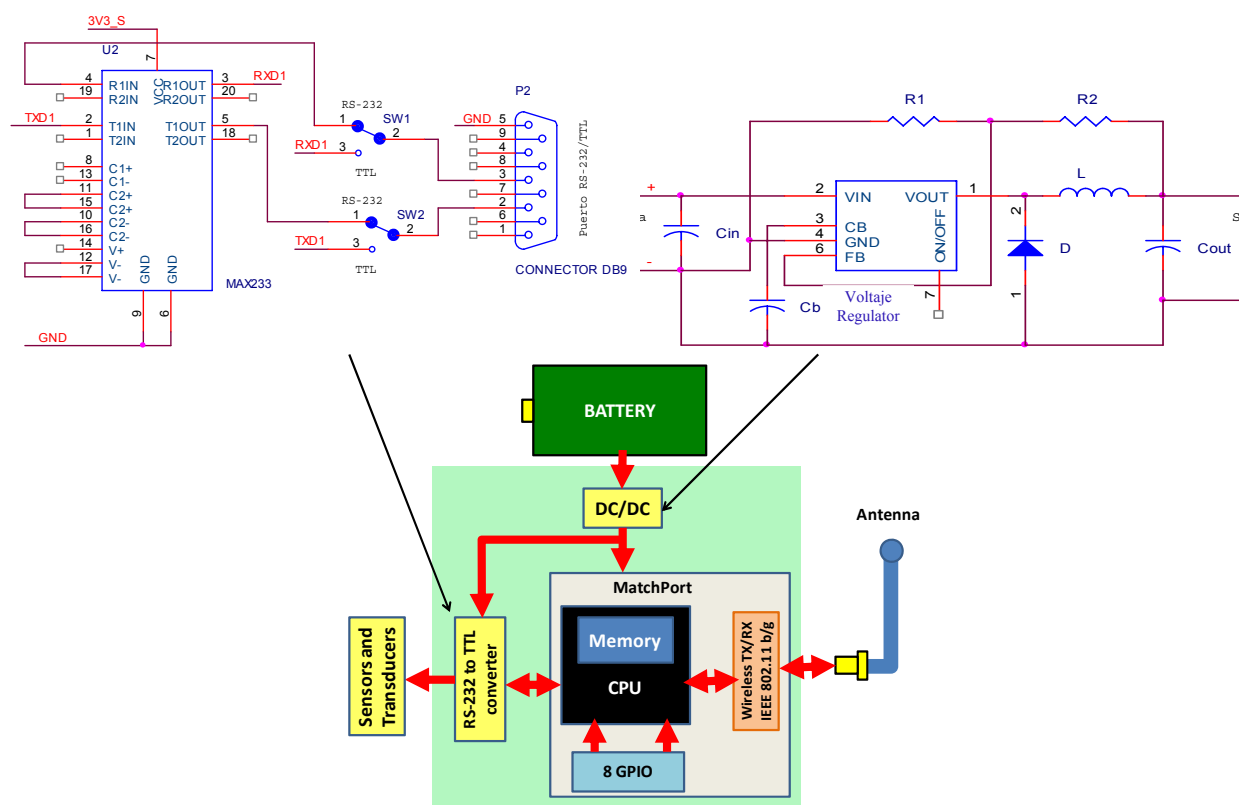 3V3_S
U2
7
VCC
4 R1IN R1OUT 3 RXD1
19 R2IN R2OUT 20
TXD1 2 T1IN T1OUT 5
1 T2IN T2OUT 18
8 C1+
13 C1-
11 C2+
15 C2+
10 C2-
16 C2-
14 V+
12 V-
17 V-
GND GND
9 6
MAX233
GND
RS-232
1 SW1
2
RXD1 3
TTL
RS-232
1 SW2
2
TXD1 3
TTL
P2
GND 5
9
4
8
3
7
2
6
1
Puerto RS-232/TTL
CONNECTOR DB9
R1
R2
+
a
-
Cin
2 VIN VOUT 1
3 CB
4 GND
6 FB
ON/OFF
7
Voltaje
Regulator
Cb
L
2
D
1
Cout
S
BATTERY
DC/DC
MatchPort
Memory
CPU
8 GPIO
Wireless TX/RX
IEEE 802.11 b/g
RS-232 to TTL
converter
Sensors and
Transducers
Antenna